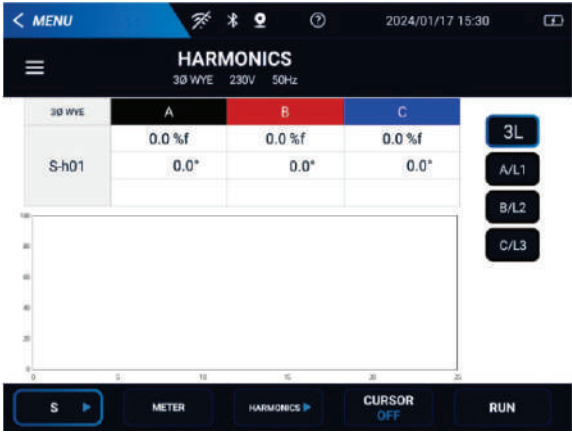 < MENU 2024/01/17 15:30
HARMONICS
3Ø WYE 230V 50Hz
3Ø WYE A B C
0.0 %f 0.0 %f 0.0 %f
S-h01 0.0° 0.0° 0.0°
3L
A/L1
B/L2
C/L3
100
80
60
40
20
0
0 5 10 15 20 25
S METER HARMONICS CURSOR OFF RUN